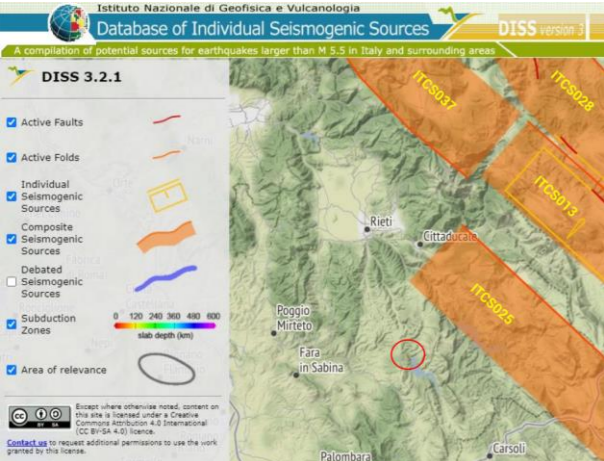 Istituto Nazionale di Geofisica e Vulcanologia
Database of Individual Seismogenic Sources
DISS version 3
A compilation of potential sources for earthquakes larger than M 5.5 in Italy and surrounding areas
DISS 3.2.1
Active Faults
Active Folds
Individual
Seismogenic
Sources
Composite
Seismogenic
Sources
Debated
Seismogenic
Sources
Subduction
Zones
0 120 240 360 480 600
slab depth (km)
Area of relevance
Except where otherwise noted, content on
this site is licensed under a Creative
Commons Attribution 4.0 International
(CC BY-SA 4.0) licence.
cc BY SA
Contact us to request additional permissions to use the work
granted by this license.
ITCS037
ITCS028
ITCS013
Rieti
Cittaducale
ITCS025
Poggio
Mirteto
Fara
in Sabina
Carsoli
Palombara